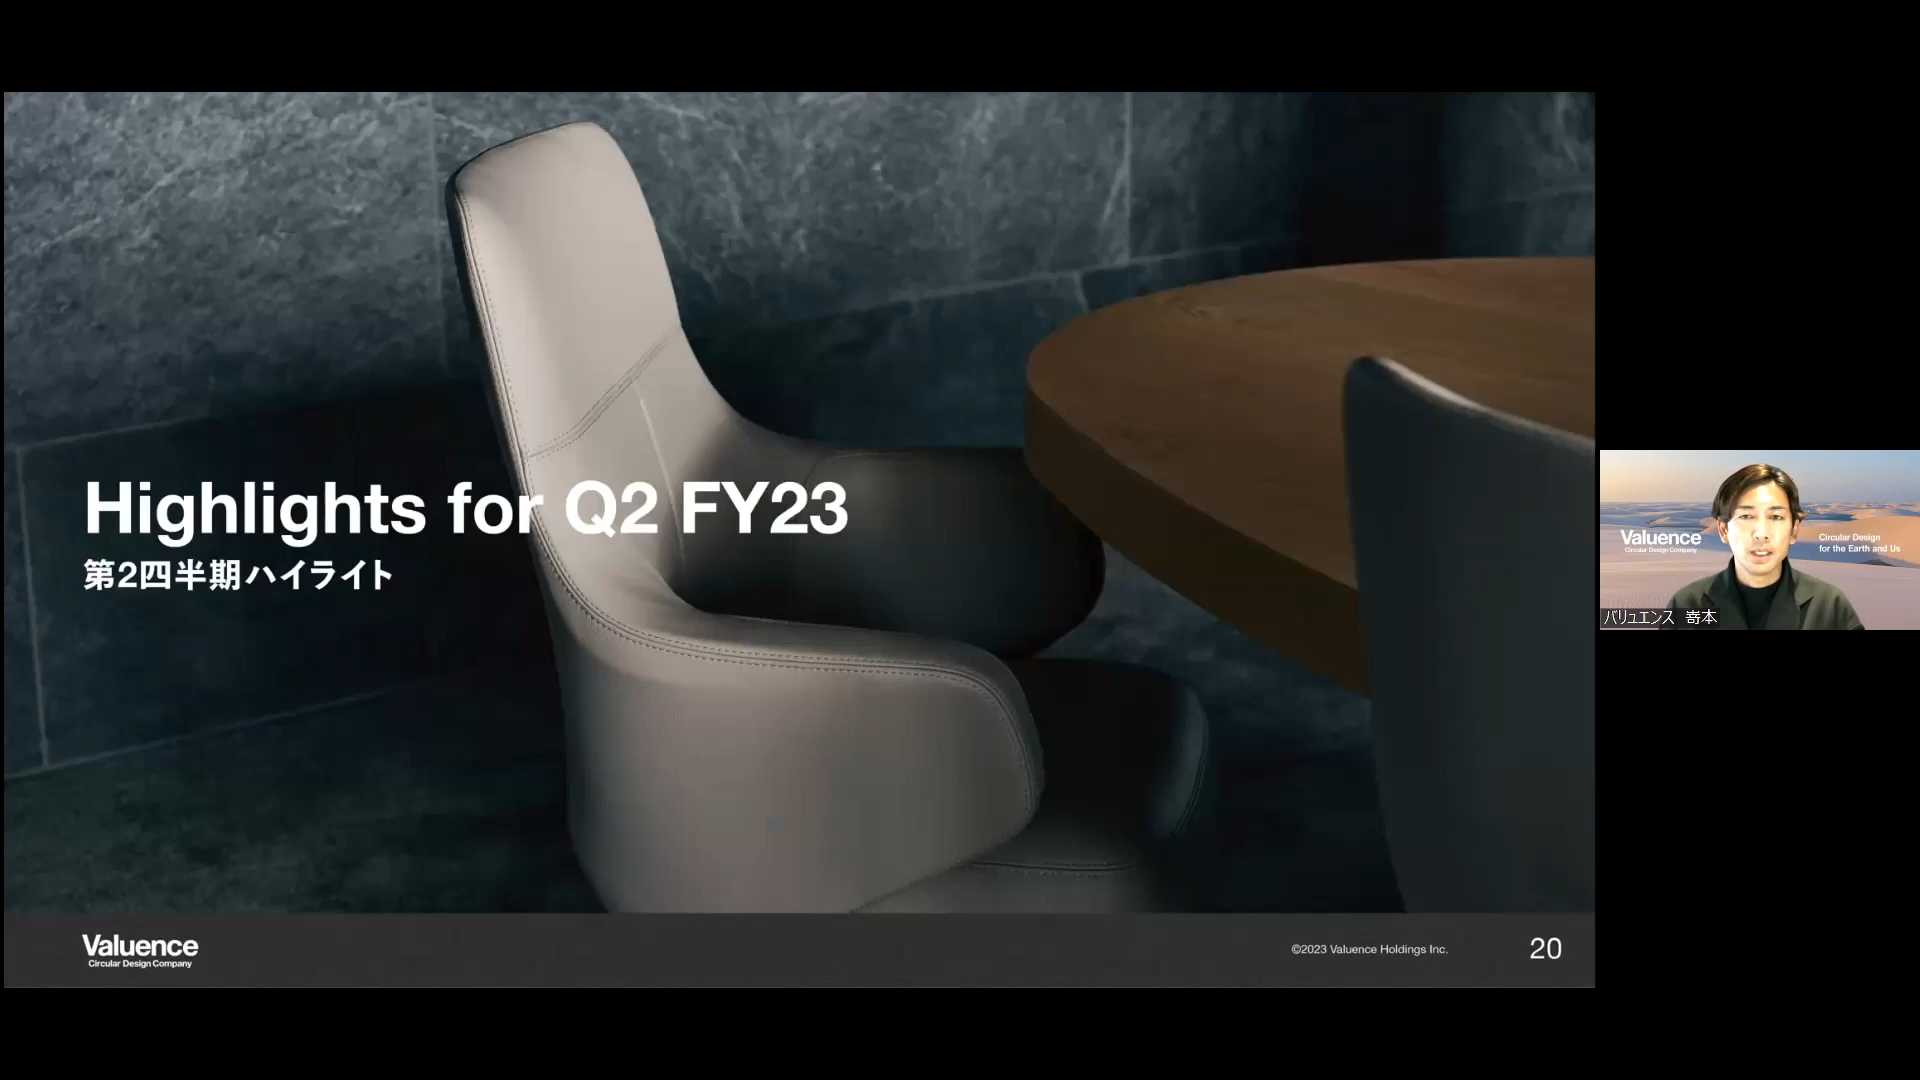 Highlights for Q2 FY23
第2四半期ハイライト
Valuence
Circular Design Company
©2023 Valuence Holdings Inc.
20
Valuence
Circular Design Company
Circular Design
for the Earth and Us
バリュエンス 嵜本